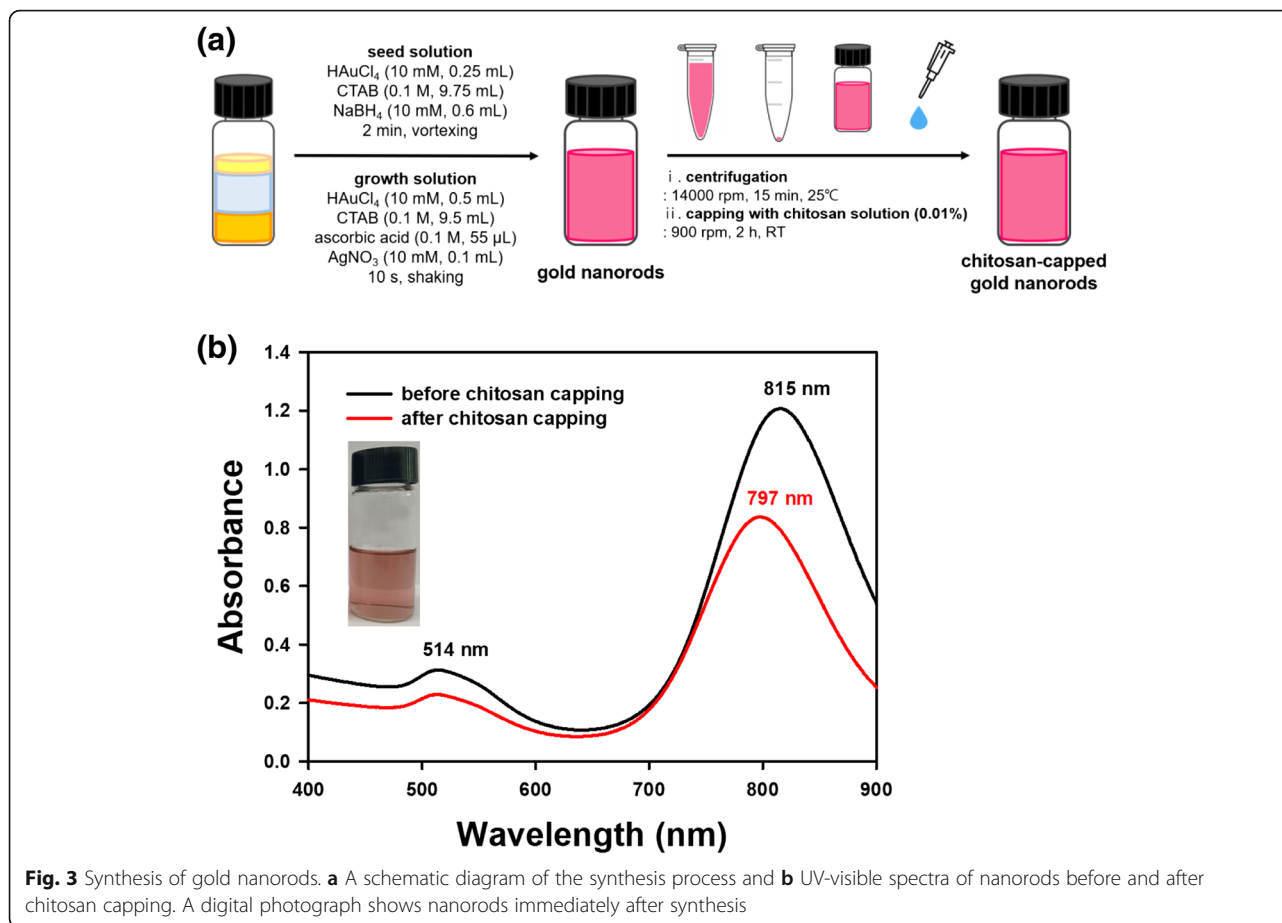 (a)
seed solution
HAuCl₄ (10 mM, 0.25 mL)
CTAB (0.1 M, 9.75 mL)
NaBH₄ (10 mM, 0.6 mL)
2 min, vortexing
growth solution
HAuCl₄ (10 mM, 0.5 mL)
CTAB (0.1 M, 9.5 mL)
ascorbic acid (0.1 M, 55 μL)
AgNO₃ (10 mM, 0.1 mL)
10 s, shaking
gold nanorods
ⅰ. centrifugation
: 14000 rpm, 15 min, 25℃
ⅱ. capping with chitosan solution (0.01%)
: 900 rpm, 2 h, RT
chitosan-capped
gold nanorods
(b)
1.4
1.2
1.0
0.8
0.6
0.4
0.2
0.0
Absorbance
before chitosan capping
after chitosan capping
815 nm
797 nm
514 nm
400 500 600 700 800 900
Wavelength (nm)
Fig. 3 Synthesis of gold nanorods. a A schematic diagram of the synthesis process and b UV-visible spectra of nanorods before and after
chitosan capping. A digital photograph shows nanorods immediately after synthesis